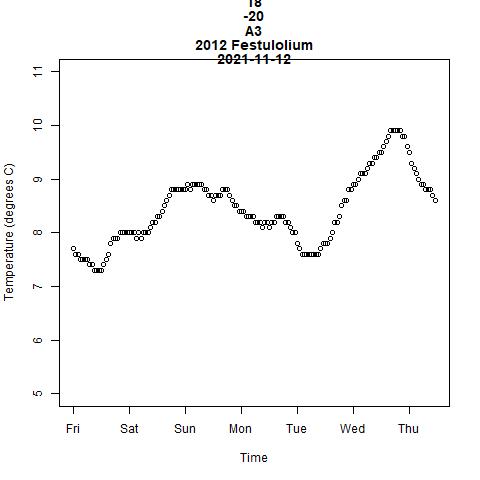 18
-20
A3
2012 Festulolium
2021-11-12
Temperature (degrees C)
11
10
9
8
7
6
5
Fri Sat Sun Mon Tue Wed Thu
Time